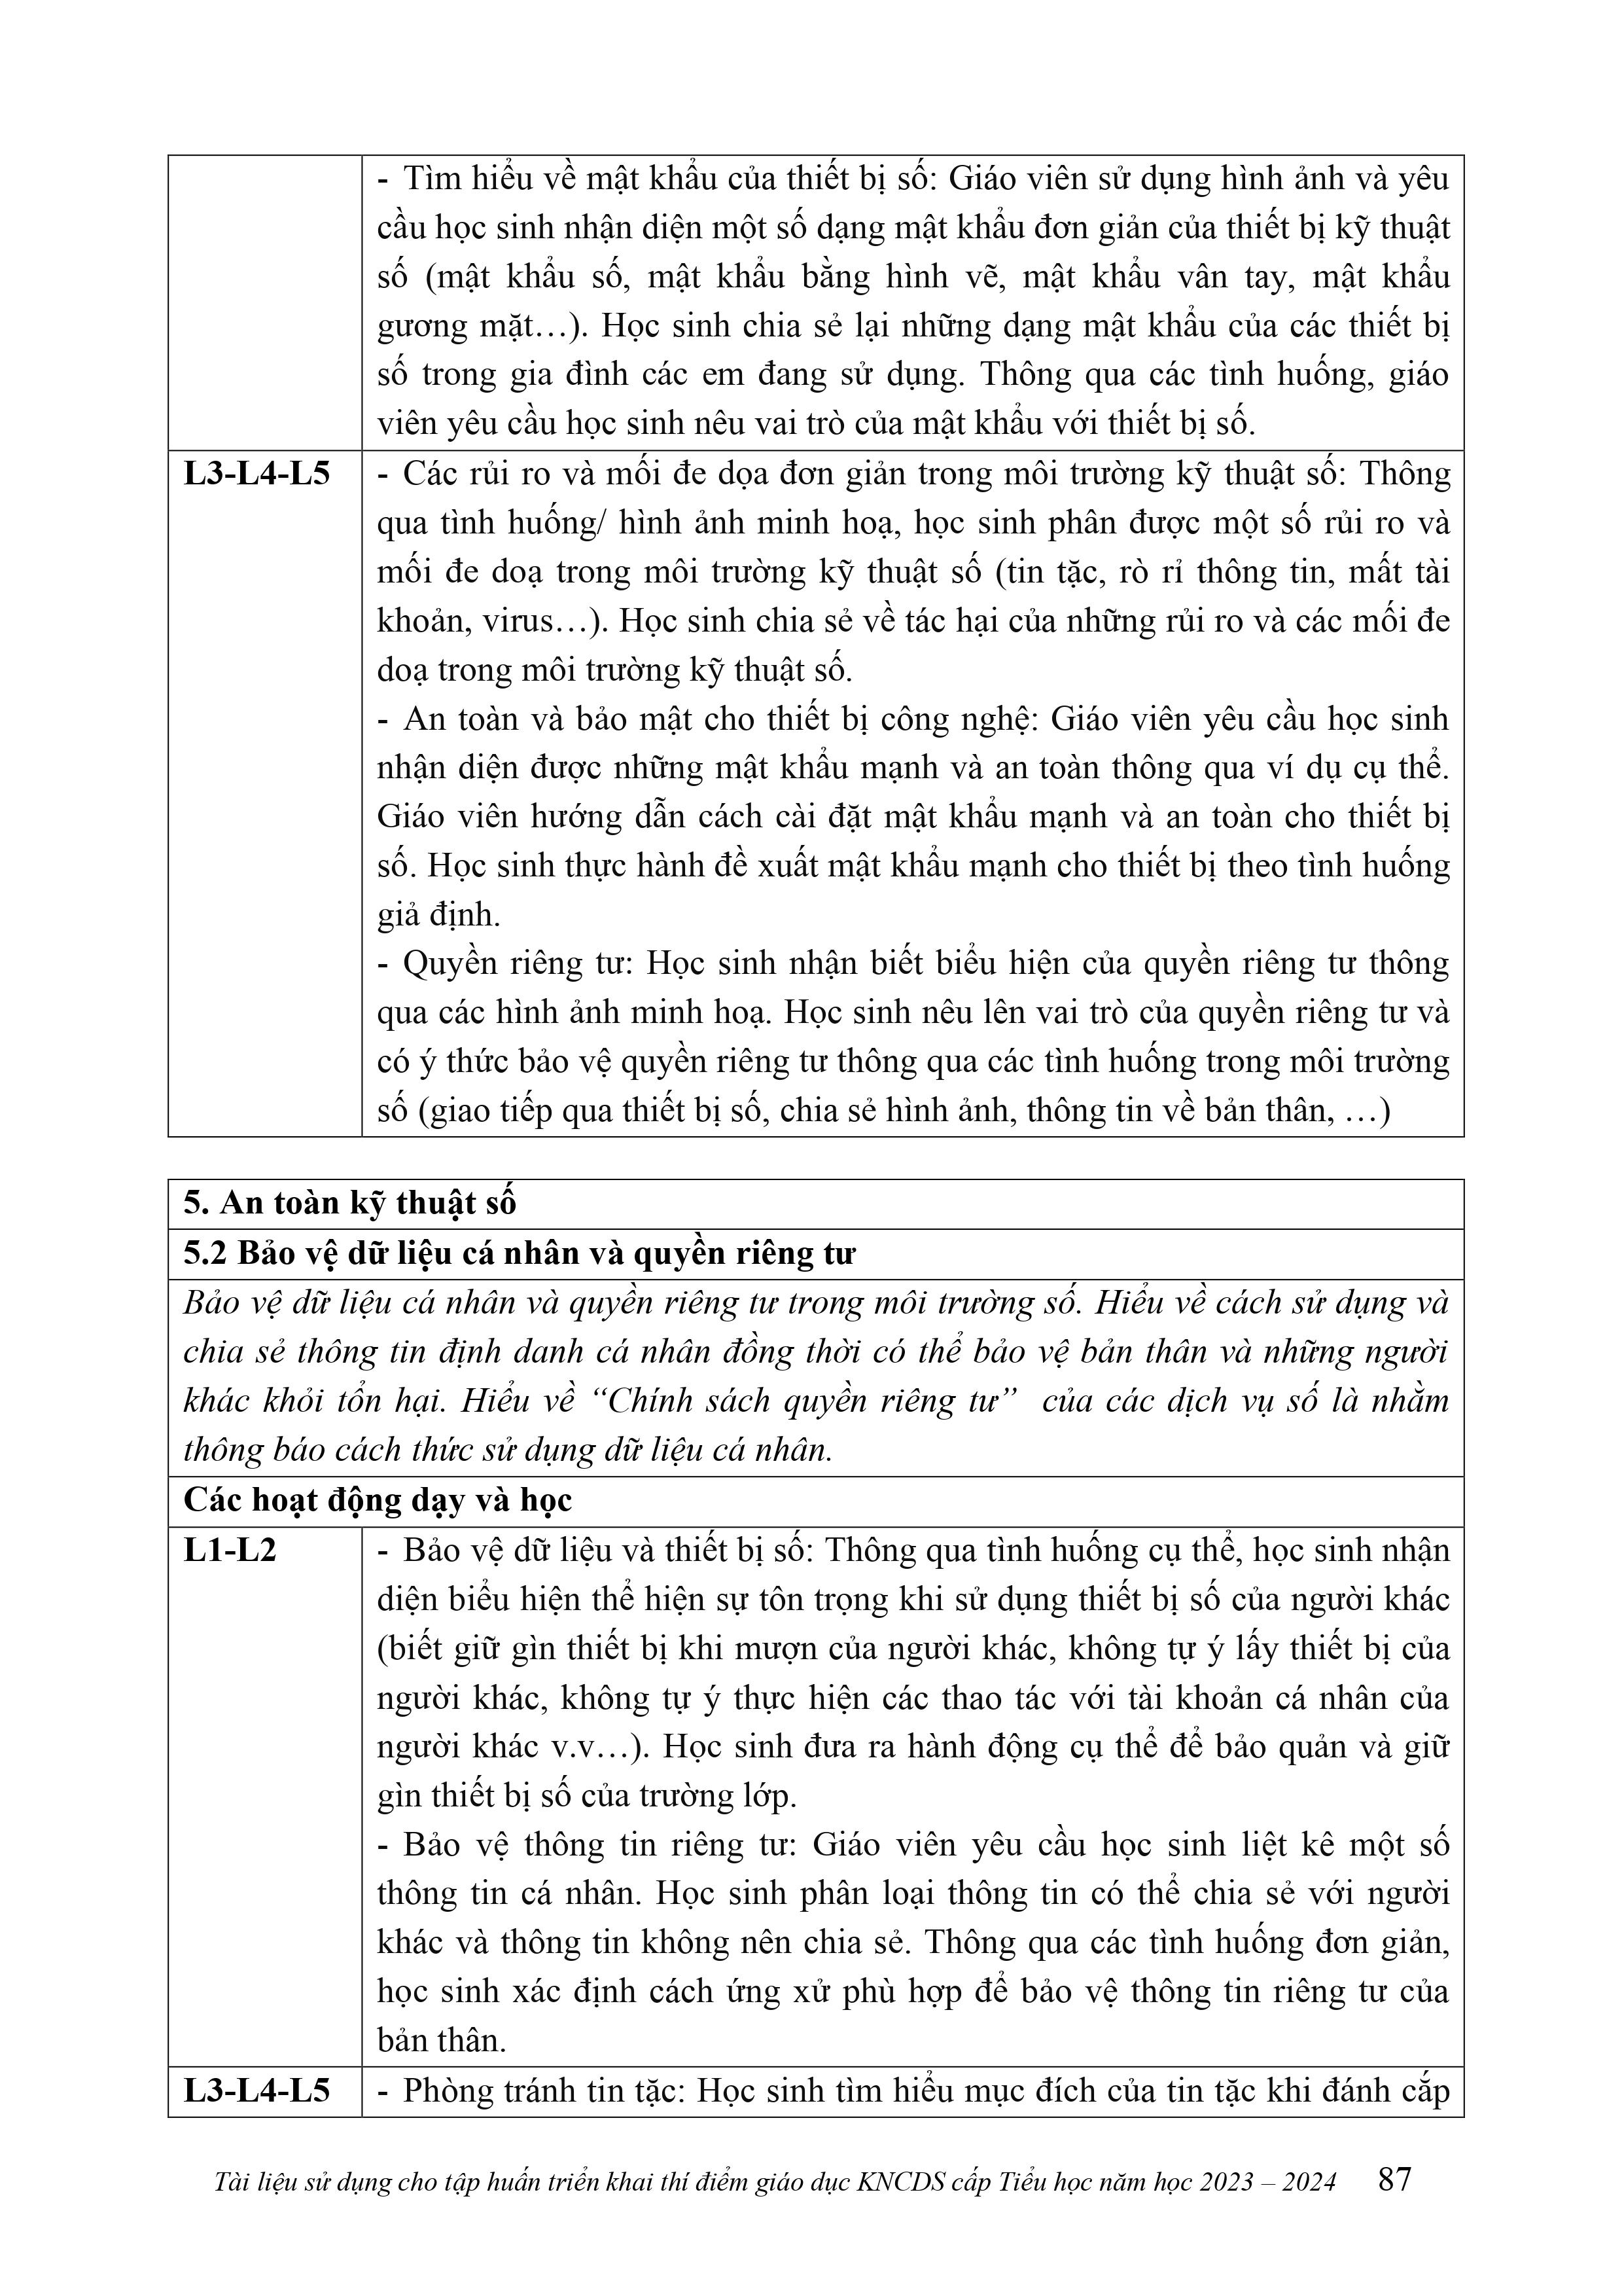 - Tìm hiểu về mật khẩu của thiết bị số: Giáo viên sử dụng hình ảnh và yêu
cầu học sinh nhận diện một số dạng mật khẩu đơn giản của thiết bị kỹ thuật
số (mật khẩu số, mật khẩu bằng hình vẽ, mật khẩu vân tay, mật khẩu
gương mặt…). Học sinh chia sẻ lại những dạng mật khẩu của các thiết bị
số trong gia đình các em đang sử dụng. Thông qua các tình huống, giáo
viên yêu cầu học sinh nêu vai trò của mật khẩu với thiết bị số.
L3-L4-L5 - Các rủi ro và mối đe dọa đơn giản trong môi trường kỹ thuật số: Thông
qua tình huống/ hình ảnh minh hoạ, học sinh phân được một số rủi ro và
mối đe doạ trong môi trường kỹ thuật số (tin tặc, rò rỉ thông tin, mất tài
khoản, virus…). Học sinh chia sẻ về tác hại của những rủi ro và các mối đe
doạ trong môi trường kỹ thuật số.
- An toàn và bảo mật cho thiết bị công nghệ: Giáo viên yêu cầu học sinh
nhận diện được những mật khẩu mạnh và an toàn thông qua ví dụ cụ thể.
Giáo viên hướng dẫn cách cài đặt mật khẩu mạnh và an toàn cho thiết bị
số. Học sinh thực hành đề xuất mật khẩu mạnh cho thiết bị theo tình huống
giả định.
- Quyền riêng tư: Học sinh nhận biết biểu hiện của quyền riêng tư thông
qua các hình ảnh minh hoạ. Học sinh nêu lên vai trò của quyền riêng tư và
có ý thức bảo vệ quyền riêng tư thông qua các tình huống trong môi trường
số (giao tiếp qua thiết bị số, chia sẻ hình ảnh, thông tin về bản thân, …)
5. An toàn kỹ thuật số
5.2 Bảo vệ dữ liệu cá nhân và quyền riêng tư
Bảo vệ dữ liệu cá nhân và quyền riêng tư trong môi trường số. Hiểu về cách sử dụng và
chia sẻ thông tin định danh cá nhân đồng thời có thể bảo vệ bản thân và những người
khác khỏi tổn hại. Hiểu về “Chính sách quyền riêng tư” của các dịch vụ số là nhằm
thông báo cách thức sử dụng dữ liệu cá nhân.
Các hoạt động dạy và học
L1-L2 - Bảo vệ dữ liệu và thiết bị số: Thông qua tình huống cụ thể, học sinh nhận
diện biểu hiện thể hiện sự tôn trọng khi sử dụng thiết bị số của người khác
(biết giữ gìn thiết bị khi mượn của người khác, không tự ý lấy thiết bị của
người khác, không tự ý thực hiện các thao tác với tài khoản cá nhân của
người khác v.v…). Học sinh đưa ra hành động cụ thể để bảo quản và giữ
gìn thiết bị số của trường lớp.
- Bảo vệ thông tin riêng tư: Giáo viên yêu cầu học sinh liệt kê một số
thông tin cá nhân. Học sinh phân loại thông tin có thể chia sẻ với người
khác và thông tin không nên chia sẻ. Thông qua các tình huống đơn giản,
học sinh xác định cách ứng xử phù hợp để bảo vệ thông tin riêng tư của
bản thân.
L3-L4-L5 - Phòng tránh tin tặc: Học sinh tìm hiểu mục đích của tin tặc khi đánh cắp
Tài liệu sử dụng cho tập huấn triển khai thí điểm giáo dục KNCDS cấp Tiểu học năm học 2023 – 2024 87